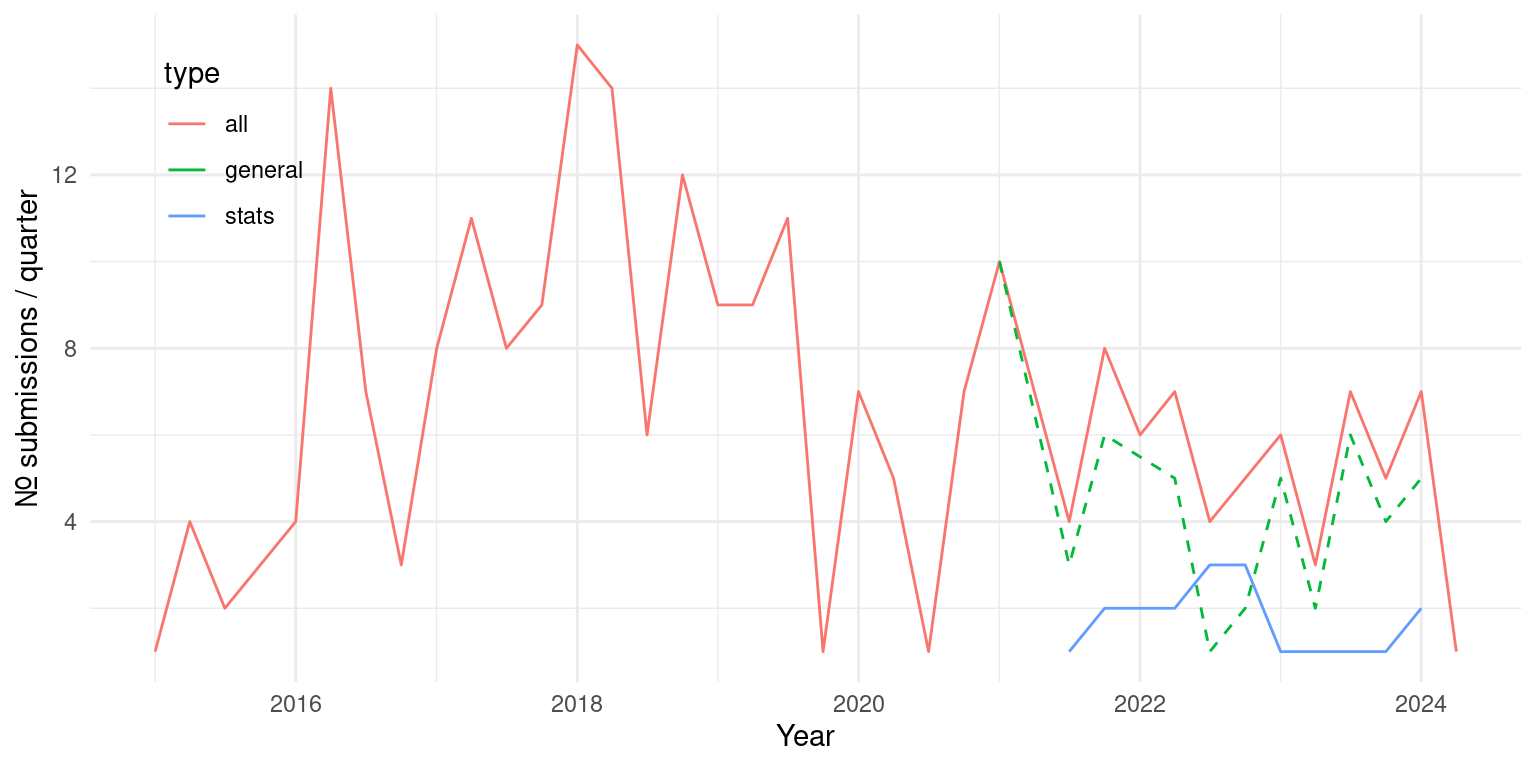 type
all
general
stats
12
8
4
№ submissions / quarter
2016
2018
2020
2022
2024
Year